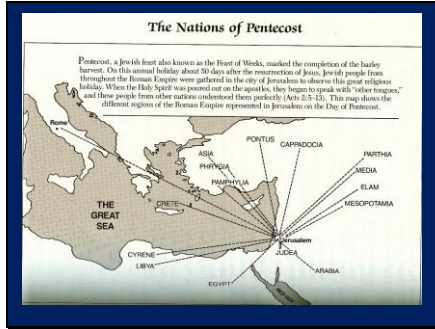 The Nations of Pentecost
Pentecost, a Jewish feast also known as the Feast of Weeks, marked the completion of the barley
harvest. On this annual holiday about 50 days after the resurrection of Jesus, Jewish people from
throughout the Roman Empire were gathered in the city of Jerusalem to observe this great religious
holiday. When the Holy Spirit was poured out on the apostles, they began to speak with "other tongues,"
and these people from other nations understood them perfectly (Acts 2:5–13). This map shows the
different regions of the Roman Empire represented in Jerusalem on the Day of Pentecost.
Rome
PONTUS
CAPPADOCIA
ASIA
PARTHIA
PHRYGIA
MEDIA
PAMPHYLIA
ELAM
CRETE
MESOPOTAMIA
THE
GREAT
SEA
Jerusalem
CYRENE
JUDEA
LIBYA
ARABIA
EGYPT